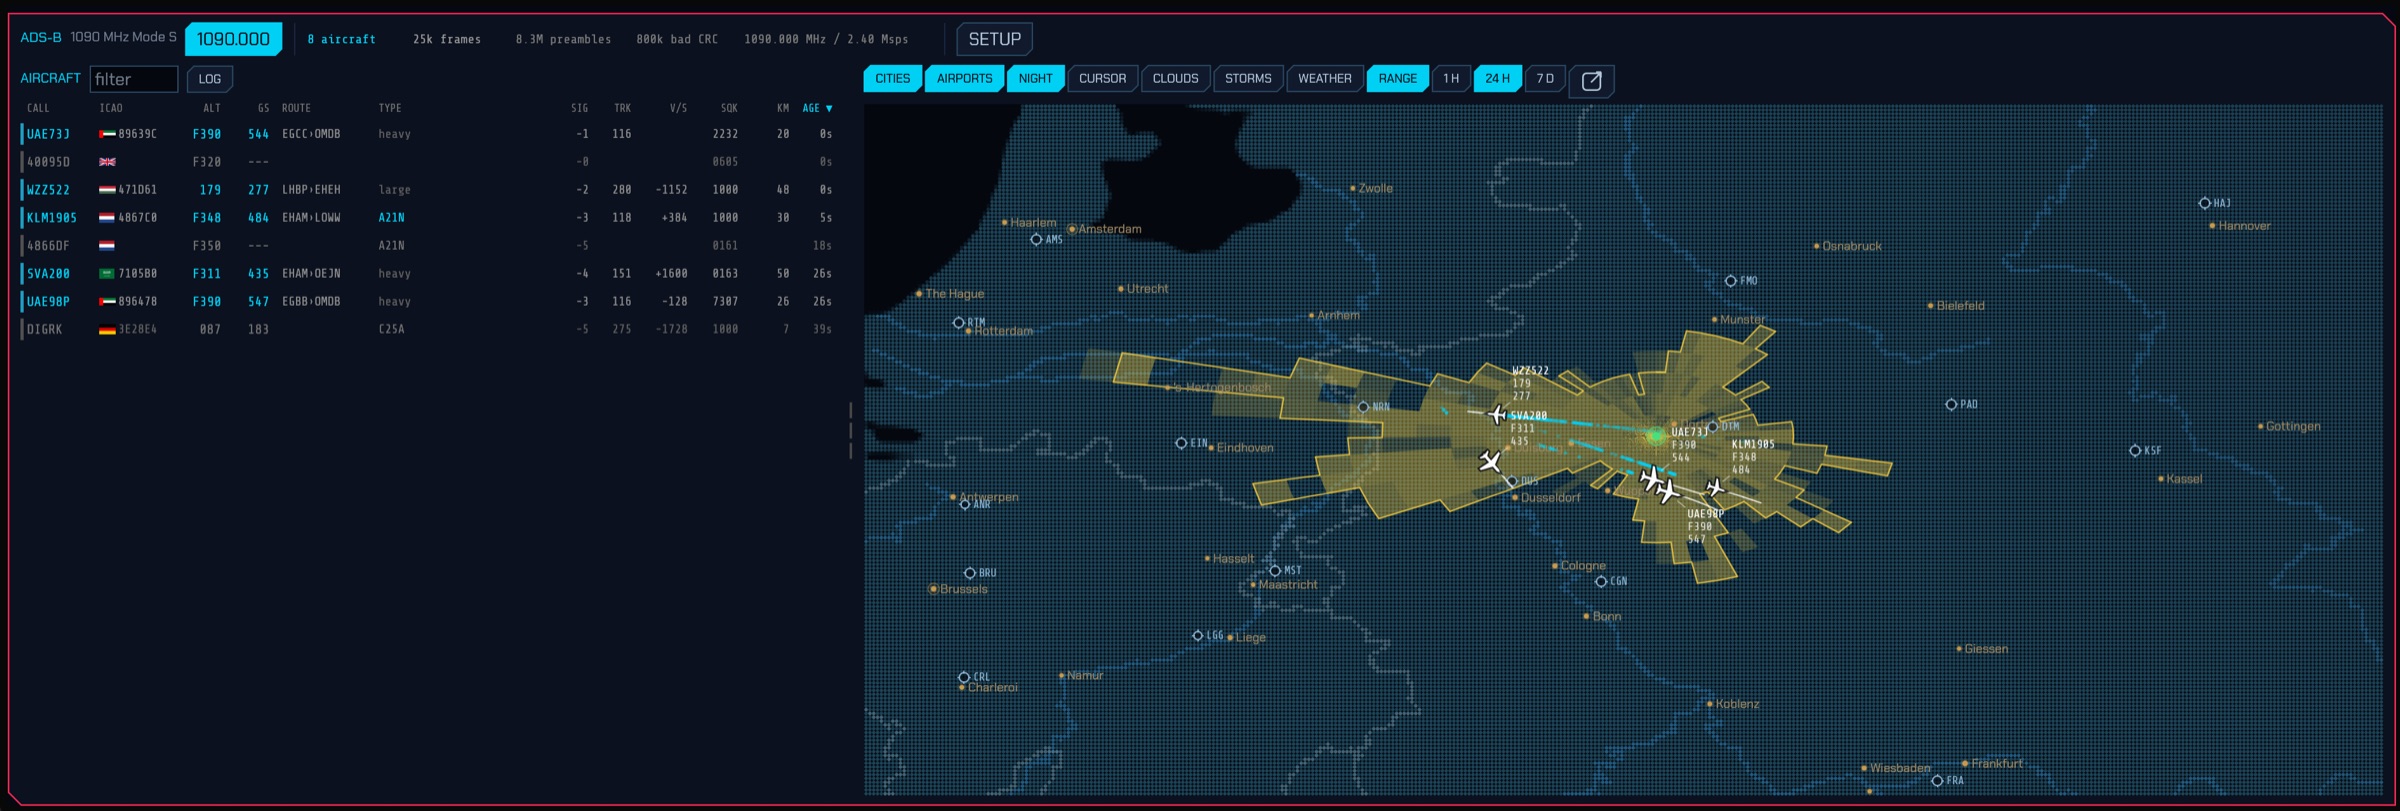 ADS-B 1090 MHz Mode S 1090.000 8 aircraft 25k frames 8.3M preambles 800k bad CRC 1090.000 MHz / 2.40 Msps SETUP
AIRCRAFT filter LOG
CITIES AIRPORTS NIGHT CURSOR CLOUDS STORMS WEATHER RANGE 1 H 24 H 7 D
CALL ICAO ALT GS ROUTE TYPE SIG TRK V/S SQK KM AGE ▼
UAE73J 89639C F390 544 EGCC›OMDB heavy -1 116 2232 20 0s
40095D F320 --- -0 0605 0s
WZZ522 471D61 179 277 LHBP›EHEH large -2 280 -1152 1000 48 0s
KLM1905 4867C0 F348 484 EHAM›LOWW A21N -3 118 +384 1000 30 5s
4866DF F350 --- A21N -5 0161 18s
SVA200 7105B0 F311 435 EHAM›OEJN heavy -4 151 +1600 0163 50 26s
UAE98P 896478 F390 547 EGBB›OMDB heavy -3 116 -128 7307 26 26s
DIGRK 3E28E4 087 183 C25A -5 275 -1728 1000 7 39s
Zwolle
HAJ
Haarlem
Amsterdam
Hannover
AMS
Osnabruck
FMO
Utrecht
The Hague
Bielefeld
Arnhem
Munster
RTM
Rotterdam
WZZ522
179
277
's-Hertogenbosch
NRN
PAD
SVA200
F311
435
DTM
Gottingen
UAE73J
F390
544
EIN
Eindhoven
KLM1905
F348
484
KSF
Kassel
DUS
Dusseldorf
Antwerpen
ANR
UAE98P
F390
547
Hasselt
Cologne
BRU
MST
CGN
Maastricht
Brussels
Bonn
LGG
Liege
Giessen
CRL
Namur
Charleroi
Koblenz
Wiesbaden
Frankfurt
FRA